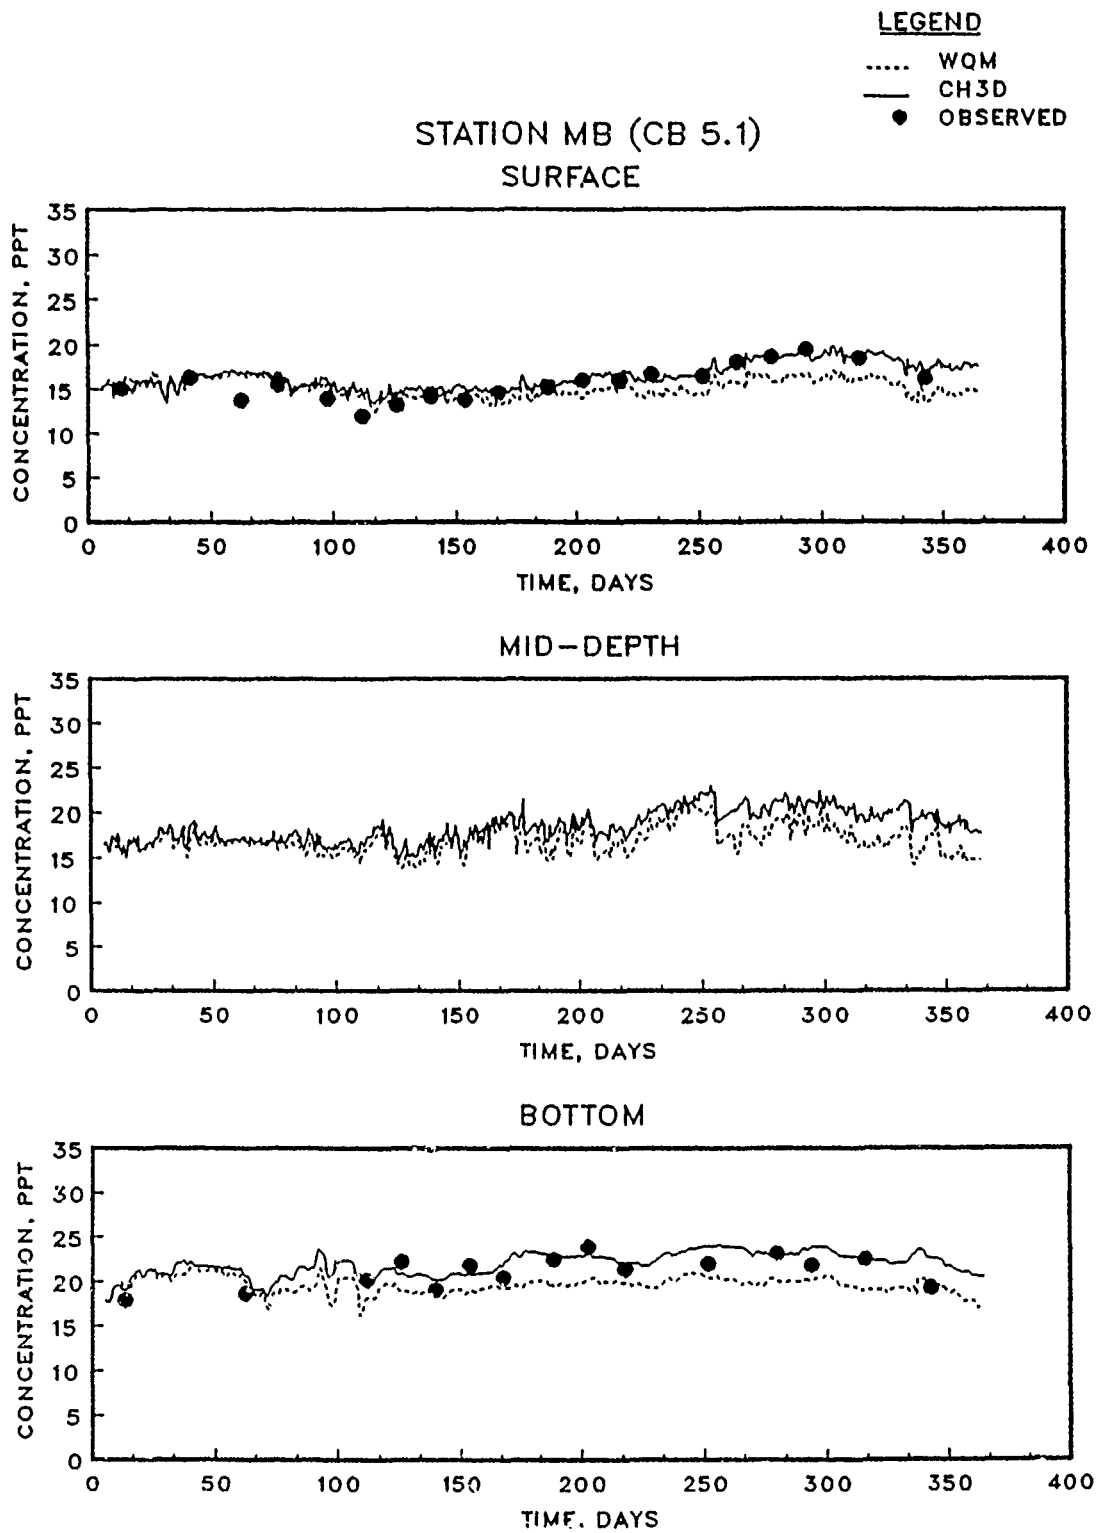 LEGEND
WQM
CH3D
OBSERVED
STATION MB (CB 5.1)
SURFACE
CONCENTRATION, PPT
35
30
25
20
15
10
5
0
0 50 100 150 200 250 300 350 400
TIME, DAYS
MID-DEPTH
CONCENTRATION, PPT
35
30
25
20
15
10
5
0
0 50 100 150 200 250 300 350 400
TIME, DAYS
BOTTOM
CONCENTRATION, PPT
35
30
25
20
15
10
5
0
0 50 100 150 200 250 300 350 400
TIME, DAYS